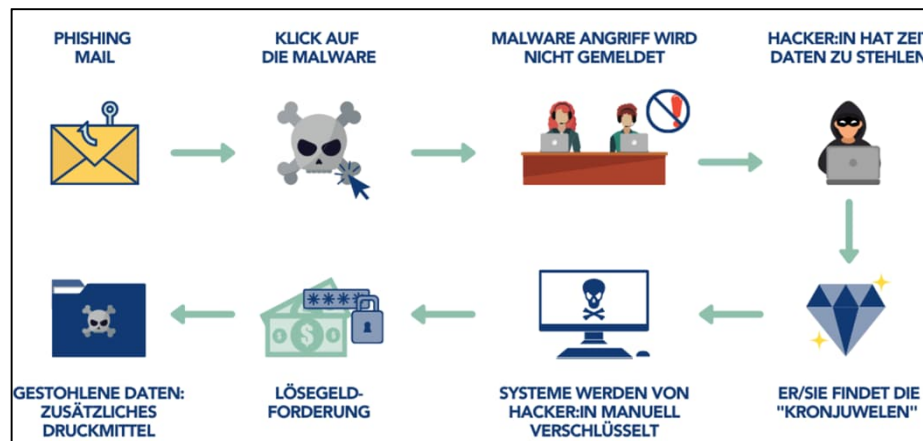 PHISHING
MAIL
KLICK AUF
DIE MALWARE
MALWARE ANGRIFF WIRD
NICHT GEMELDET
HACKER:IN HAT ZEIT
DATEN ZU STEHLEN
ER/SIE FINDET DIE
"KRONJUWELEN"
SYSTEME WERDEN VON
HACKER:IN MANUELL
VERSCHLÜSSELT
LÖSEGELD-
FORDERUNG
GESTOHLENE DATEN:
ZUSÄTZLICHES
DRUCKMITTEL